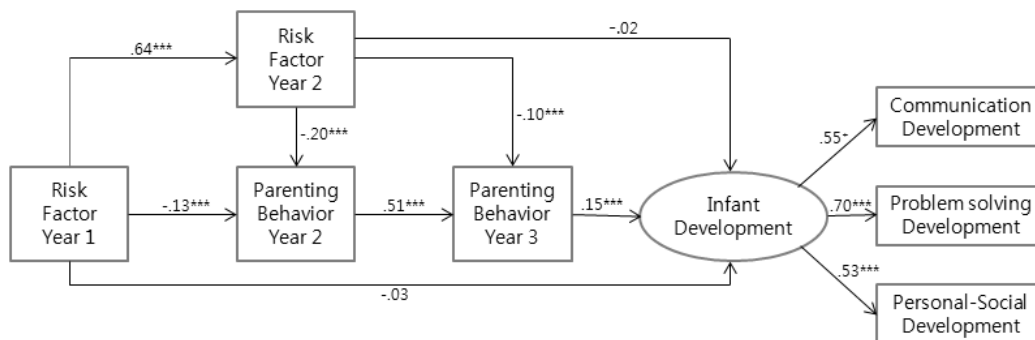 -.02
.64***
Risk
Factor
Year 2
Communication
Development
-.10***
-.20***
.55+
Risk
Factor
Year 1
-.13***
Parenting
Behavior
Year 2
.51***
Parenting
Behavior
Year 3
.15***
Infant
Development
.70***
Problem solving
Development
.53***
-.03
Personal-Social
Development